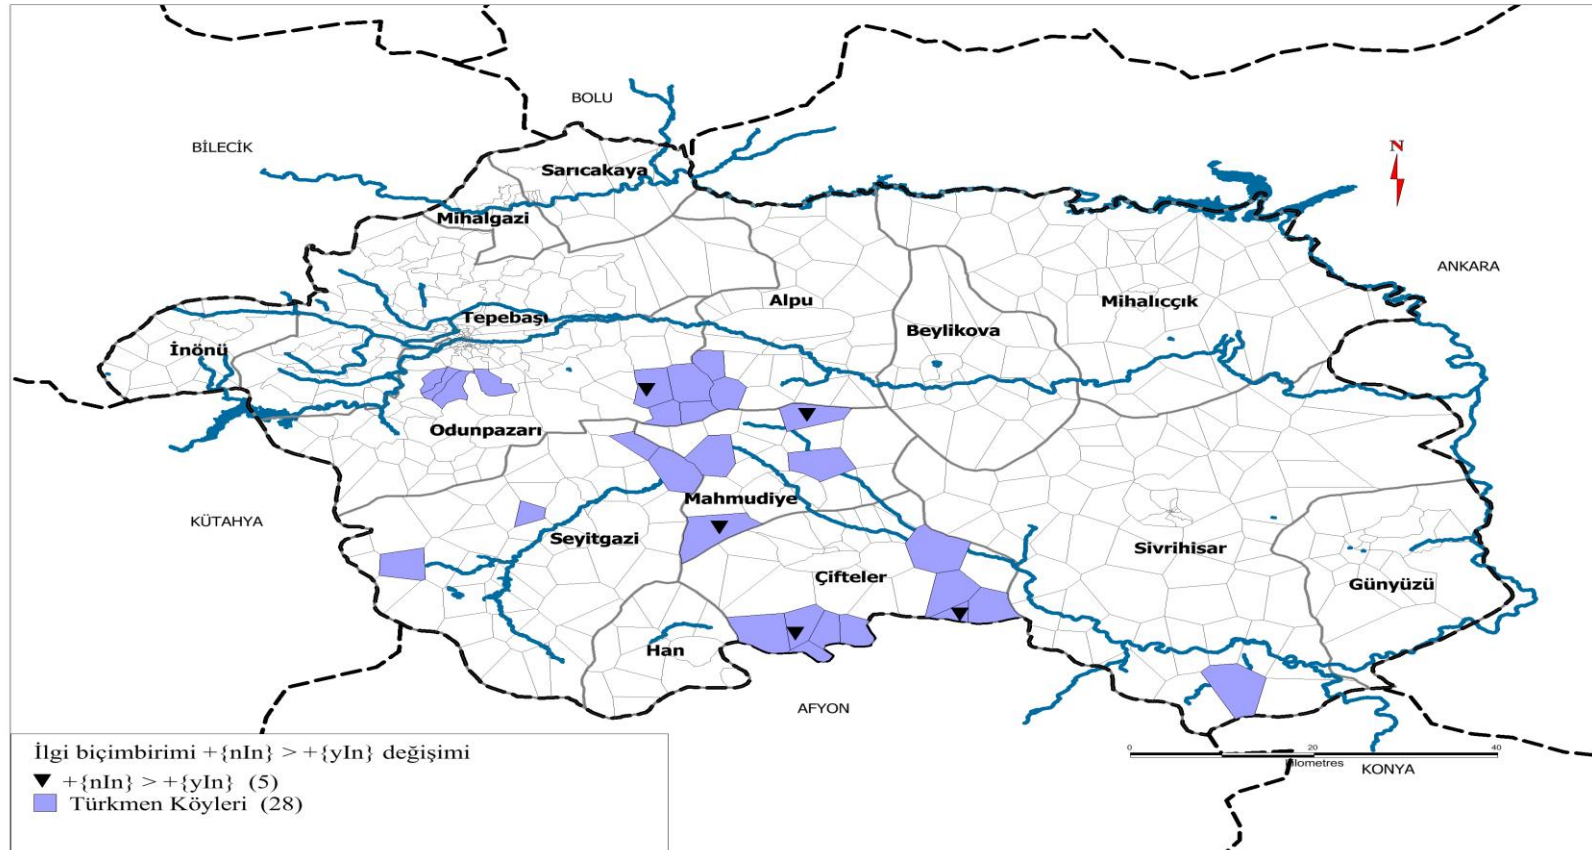 BOLU
BİLECİK
N
Sarıcakaya
Mihalgazi
ANKARA
Alpu
Mihalıççık
Tepebaşı
Beylikova
İnönü
Odunpazarı
Mahmudiye
KÜTAHYA
Seyitgazi
Sivrihisar
Çifteler
Günyüzü
Han
AFYON
İlgi biçimbirimi +{nIn} > +{yIn} değişimi
+{nIn} > +{yIn} (5)
Türkmen Köyleri (28)
0 20 40
kilometres
KONYA